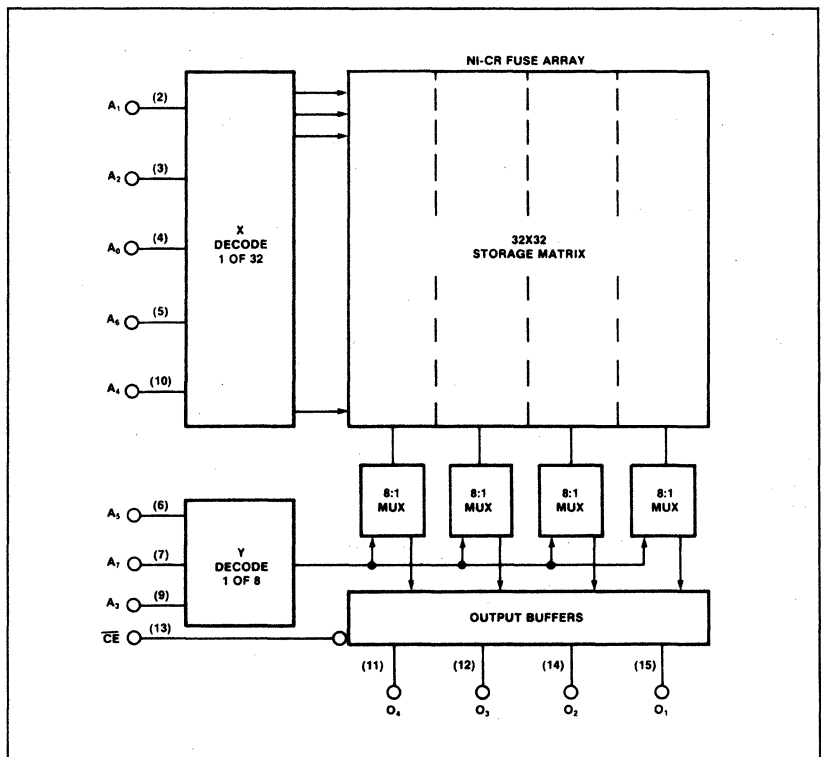 NI-CR FUSE ARRAY
A₁ (2)
A₂ (3)
A₀ (4)
A₆ (5)
A₄ (10)
X
DECODE
1 OF 32
32X32
STORAGE MATRIX
8:1
MUX
8:1
MUX
8:1
MUX
8:1
MUX
A₅ (6)
A₇ (7)
A₃ (9)
Y
DECODE
1 OF 8
C̅E̅ (13)
OUTPUT BUFFERS
(11) (12) (14) (15)
O₄ O₃ O₂ O₁